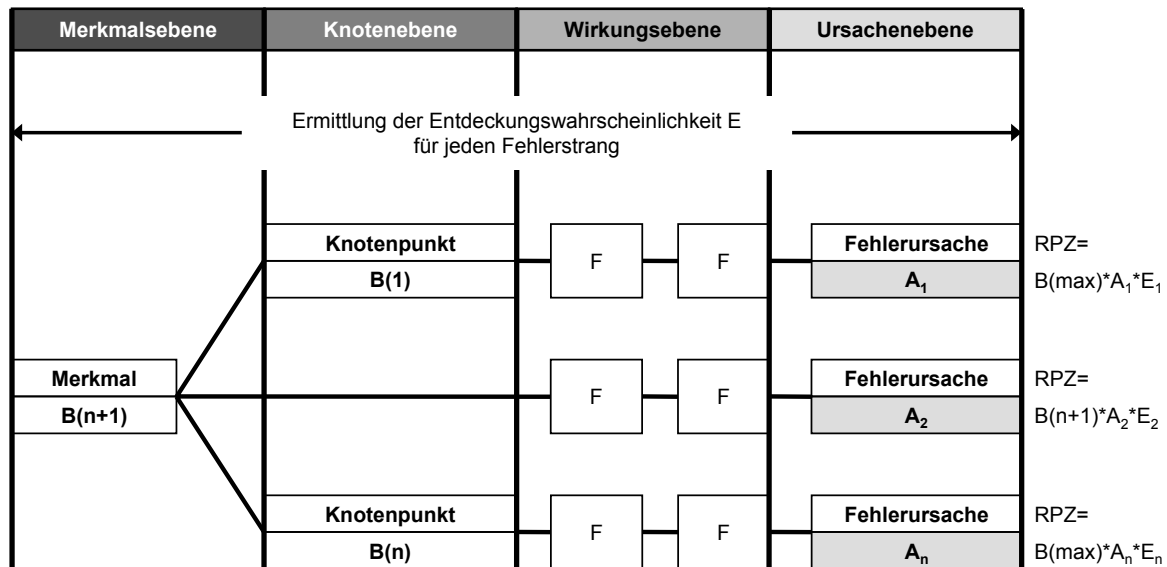 Merkmalsebene Knotenebene Wirkungsebene Ursachenebene
Ermittlung der Entdeckungswahrscheinlichkeit E
für jeden Fehlerstrang
Knotenpunkt
B(1)
F F
Fehlerursache
A₁
RPZ=
B(max)*A₁*E₁
Merkmal
B(n+1)
F F
Fehlerursache
A₂
RPZ=
B(n+1)*A₂*E₂
Knotenpunkt
B(n)
F F
Fehlerursache
Aₙ
RPZ=
B(max)*Aₙ*Eₙ